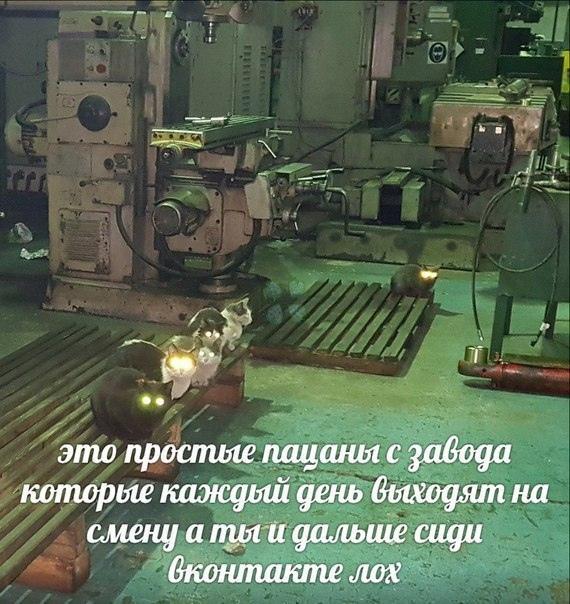 это простые пацаны с завода
которые каждый день выходят на
смену а ты и дальше сиди
вконтакте лох